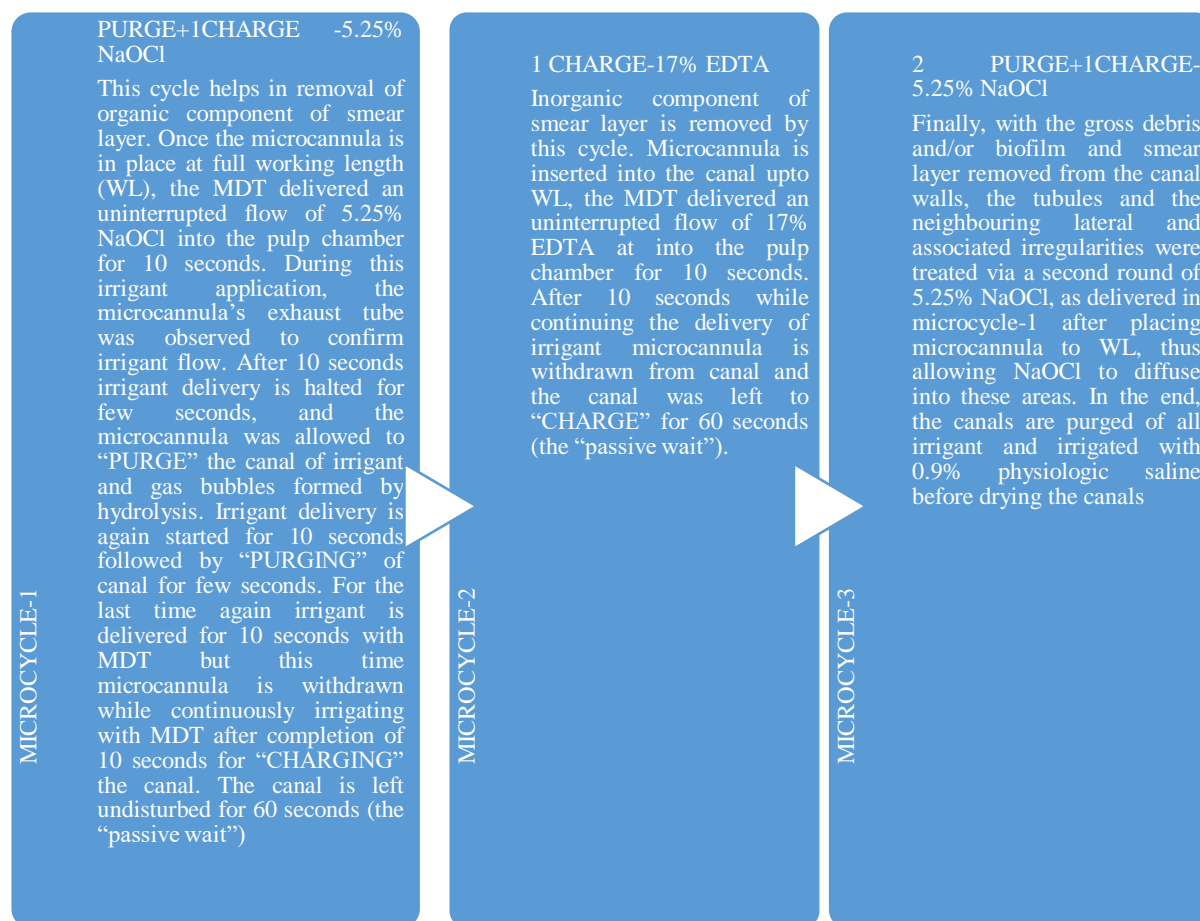 PURGE+1CHARGE -5.25%
NaOCl
This cycle helps in removal of
organic component of smear
layer. Once the microcannula is
in place at full working length
(WL), the MDT delivered an
uninterrupted flow of 5.25%
NaOCl into the pulp chamber
for 10 seconds. During this
irrigant application, the
microcannula's exhaust tube
was observed to confirm
irrigant flow. After 10 seconds
irrigant delivery is halted for
few seconds, and the
microcannula was allowed to
“PURGE” the canal of irrigant
and gas bubbles formed by
hydrolysis. Irrigant delivery is
again started for 10 seconds
followed by “PURGING” of
canal for few seconds. For the
last time again irrigant is
delivered for 10 seconds with
MDT but this time
microcannula is withdrawn
while continuously irrigating
with MDT after completion of
10 seconds for “CHARGING”
the canal. The canal is left
undisturbed for 60 seconds (the
“passive wait”)
MICROCYCLE-1
1 CHARGE-17% EDTA
Inorganic component of
smear layer is removed by
this cycle. Microcannula is
inserted into the canal upto
WL, the MDT delivered an
uninterrupted flow of 17%
EDTA at into the pulp
chamber for 10 seconds.
After 10 seconds while
continuing the delivery of
irrigant microcannula is
withdrawn from canal and
the canal was left to
“CHARGE” for 60 seconds
(the “passive wait”).
MICROCYCLE-2
2 PURGE+1CHARGE-
5.25% NaOCl
Finally, with the gross debris
and/or biofilm and smear
layer removed from the canal
walls, the tubules and the
neighbouring lateral and
associated irregularities were
treated via a second round of
5.25% NaOCl, as delivered in
microcycle-1 after placing
microcannula to WL, thus
allowing NaOCl to diffuse
into these areas. In the end,
the canals are purged of all
irrigant and irrigated with
0.9% physiologic saline
before drying the canals
MICROCYCLE-3